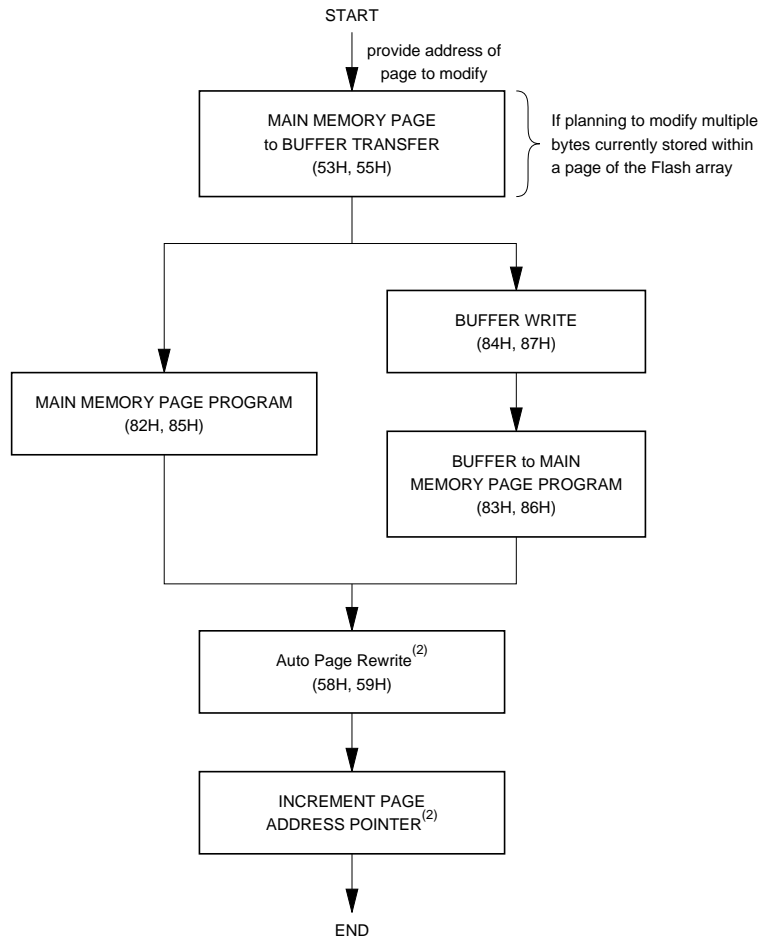 START
provide address of
page to modify
MAIN MEMORY PAGE
to BUFFER TRANSFER
(53H, 55H)
If planning to modify multiple
bytes currently stored within
a page of the Flash array
BUFFER WRITE
(84H, 87H)
MAIN MEMORY PAGE PROGRAM
(82H, 85H)
BUFFER to MAIN
MEMORY PAGE PROGRAM
(83H, 86H)
Auto Page Rewrite(2)
(58H, 59H)
INCREMENT PAGE
ADDRESS POINTER(2)
END